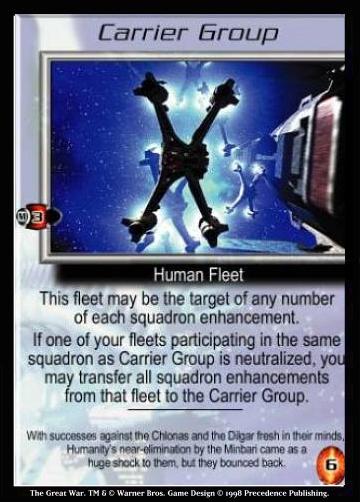 Carrier Group
M 3
Human Fleet
This fleet may be the target of any number
of each squadron enhancement.
If one of your fleets participating in the same
squadron as Carrier Group is neutralized, you
may transfer all squadron enhancements
from that fleet to the Carrier Group.
With successes against the Chlonas and the Dilgar fresh in their minds,
Humanity's near-elimination by the Minbari came as a
huge shock to them, but they bounced back.
6
The Great War. TM & © Warner Bros. Game Design © 1998 Precedence Publishing.